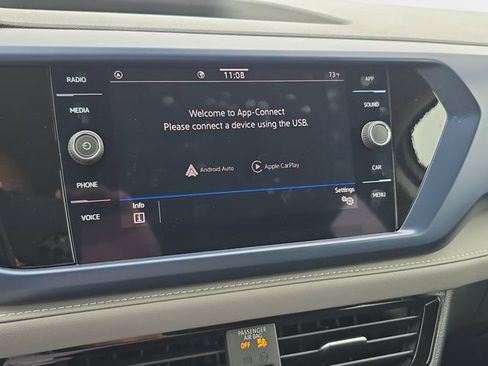 RADIO
MEDIA
PHONE
VOICE
11:08
73°F
Welcome to App-Connect
Please connect a device using the USB.
Android Auto
Apple CarPlay
Info
Settings
APP
SOUND
CAR
MENU
PASSENGER
AIR BAG
OFF